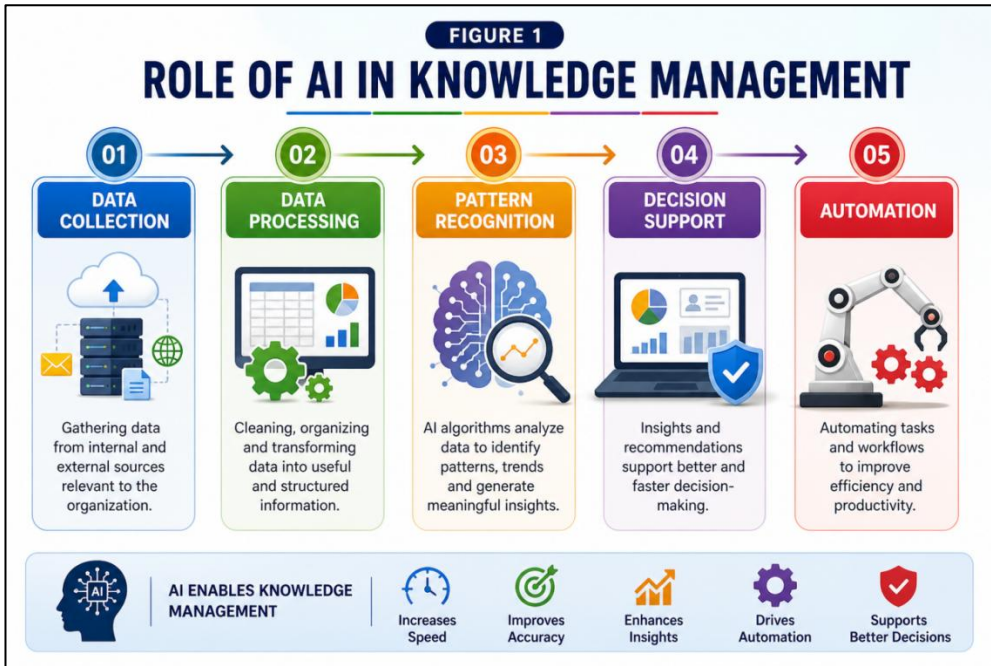 FIGURE 1
ROLE OF AI IN KNOWLEDGE MANAGEMENT
01
DATA
COLLECTION
Gathering data
from internal and
external sources
relevant to the
organization.
02
DATA
PROCESSING
Cleaning, organizing
and transforming
data into useful
and structured
information.
03
PATTERN
RECOGNITION
AI algorithms analyze
data to identify
patterns, trends
and generate
meaningful insights.
04
DECISION
SUPPORT
Insights and
recommendations
support better and
faster decision-
making.
05
AUTOMATION
Automating tasks
and workflows
to improve
efficiency and
productivity.
AI
AI ENABLES KNOWLEDGE
MANAGEMENT
Increases
Speed
Improves
Accuracy
Enhances
Insights
Drives
Automation
Supports
Better Decisions